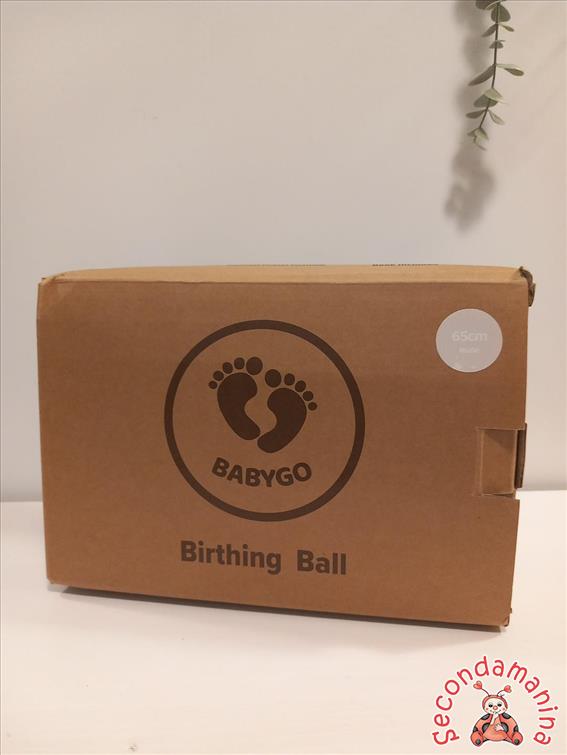 65cm
BABYGO
Birthing Ball
Secondamanina